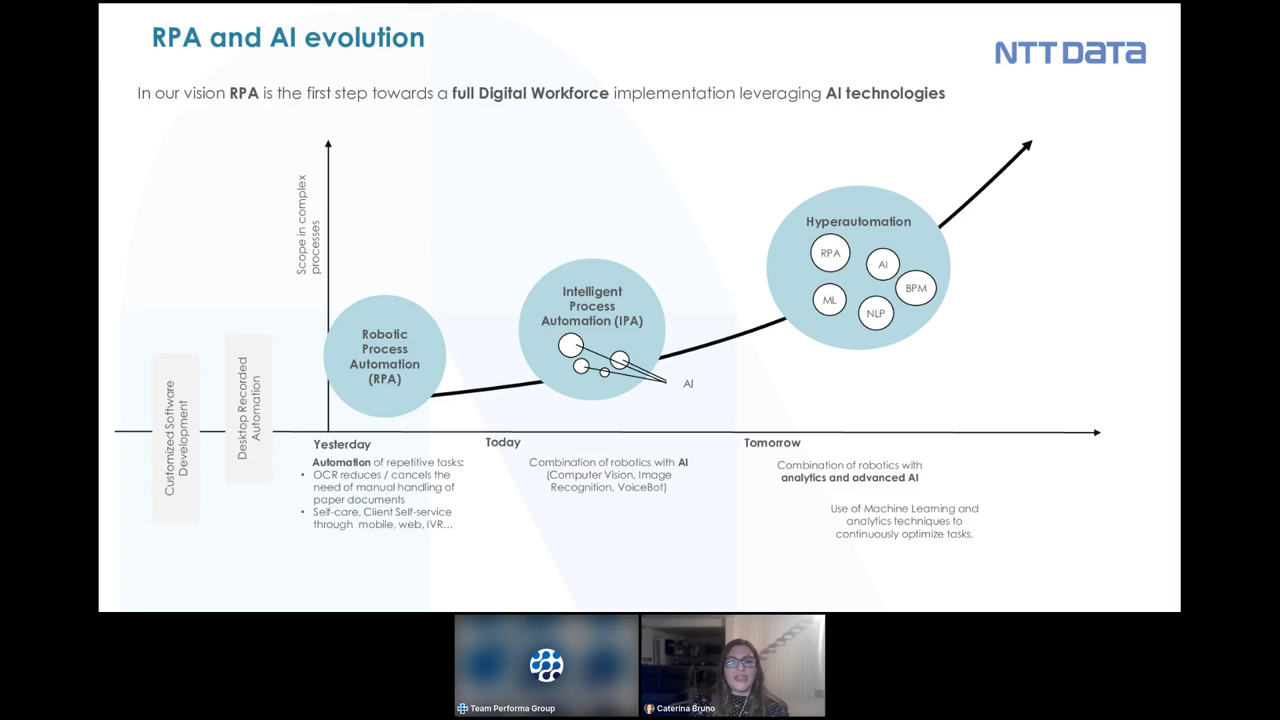 RPA and AI evolution
NTT DATA
In our vision RPA is the first step towards a full Digital Workforce implementation leveraging AI technologies
Scope in complex
processes
Customized Software
Development
Desktop Recorded
Automation
Robotic
Process
Automation
(RPA)
Intelligent
Process
Automation (IPA)
AI
Hyperautomation
RPA
AI
BPM
ML
NLP
Yesterday
Automation of repetitive tasks:
• OCR reduces / cancels the
need of manual handling of
paper documents
• Self-care, Client Self-service
through mobile, web, IVR...
Today
Combination of robotics with AI
(Computer Vision, Image
Recognition, VoiceBot)
Tomorrow
Combination of robotics with
analytics and advanced AI
Use of Machine Learning and
analytics techniques to
continuously optimize tasks.
Team Performa Group
Caterina Bruno